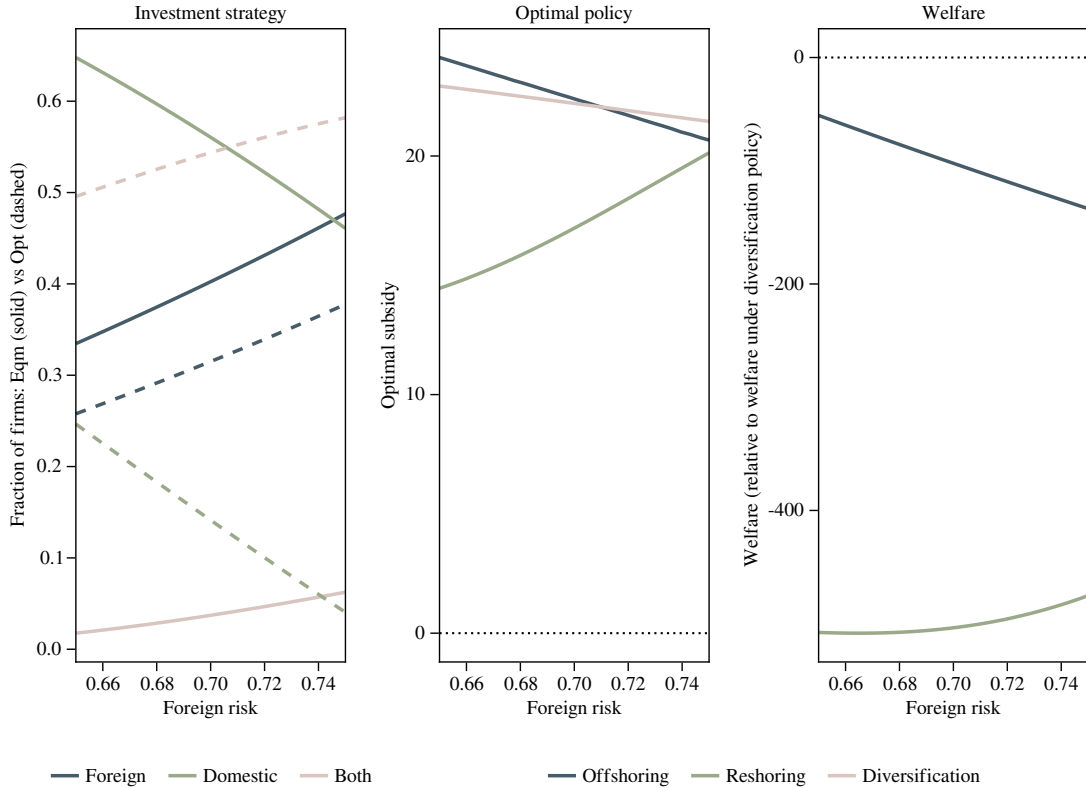 Investment strategy
Optimal policy
Welfare
Fraction of firms: Eqm (solid) vs Opt (dashed)
0.6
0.5
0.4
0.3
0.2
0.1
0.0
0.66 0.68 0.70 0.72 0.74
Foreign risk
Optimal subsidy
20
10
0
0.66 0.68 0.70 0.72 0.74
Foreign risk
Welfare (relative to welfare under diversification policy)
0
-200
-400
0.66 0.68 0.70 0.72 0.74
Foreign risk
Foreign Domestic Both
Offshoring Reshoring Diversification